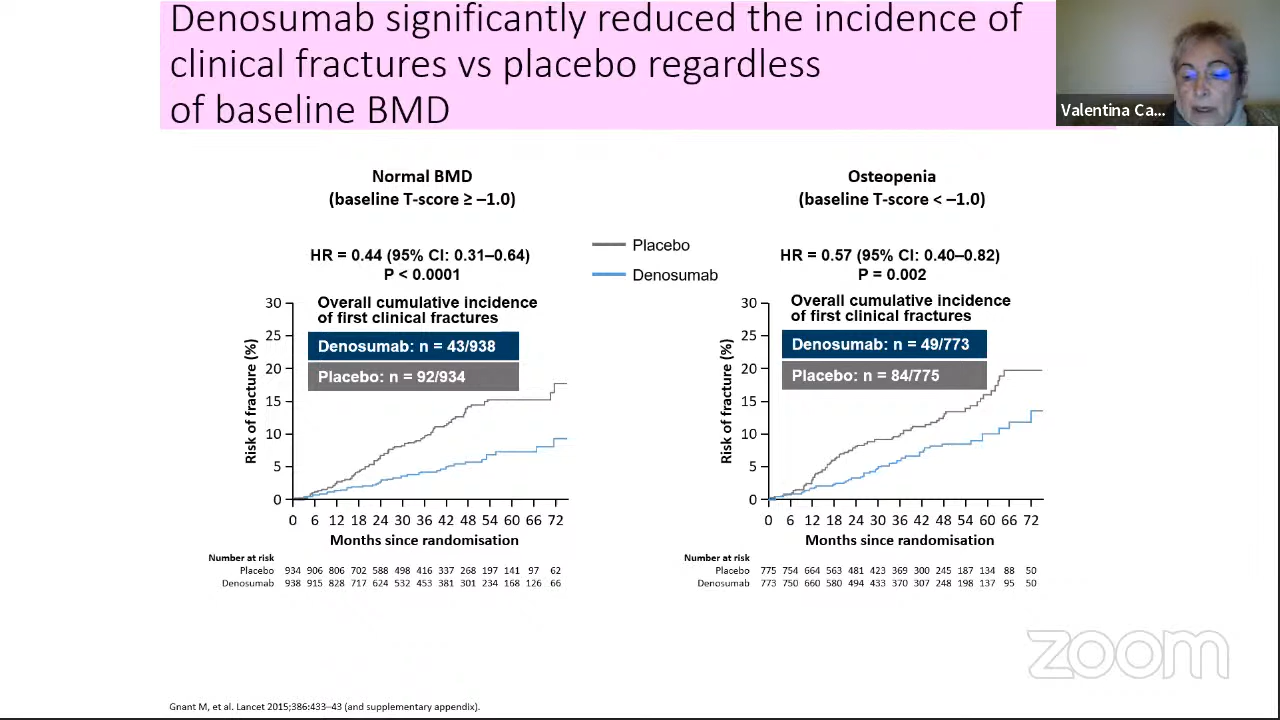 Denosumab significantly reduced the incidence of
clinical fractures vs placebo regardless
of baseline BMD
Valentina Ca...
Normal BMD
(baseline T-score ≥ –1.0)
HR = 0.44 (95% CI: 0.31–0.64)
P < 0.0001
Overall cumulative incidence
of first clinical fractures
Denosumab: n = 43/938
Placebo: n = 92/934
Risk of fracture (%)
30
25
20
15
10
5
0
0 6 12 18 24 30 36 42 48 54 60 66 72
Months since randomisation
Number at risk
Placebo 934 906 806 702 588 498 416 337 268 197 141 97 62
Denosumab 938 915 828 717 624 532 453 381 301 234 168 126 66
Placebo
Denosumab
Osteopenia
(baseline T-score < –1.0)
HR = 0.57 (95% CI: 0.40–0.82)
P = 0.002
Overall cumulative incidence
of first clinical fractures
Denosumab: n = 49/773
Placebo: n = 84/775
Risk of fracture (%)
30
25
20
15
10
5
0
0 6 12 18 24 30 36 42 48 54 60 66 72
Months since randomisation
Number at risk
Placebo 775 754 664 563 481 423 369 300 245 187 134 88 50
Denosumab 773 750 660 580 494 433 370 307 248 198 137 95 50
zoom
Gnant M, et al. Lancet 2015;386:433–43 (and supplementary appendix).